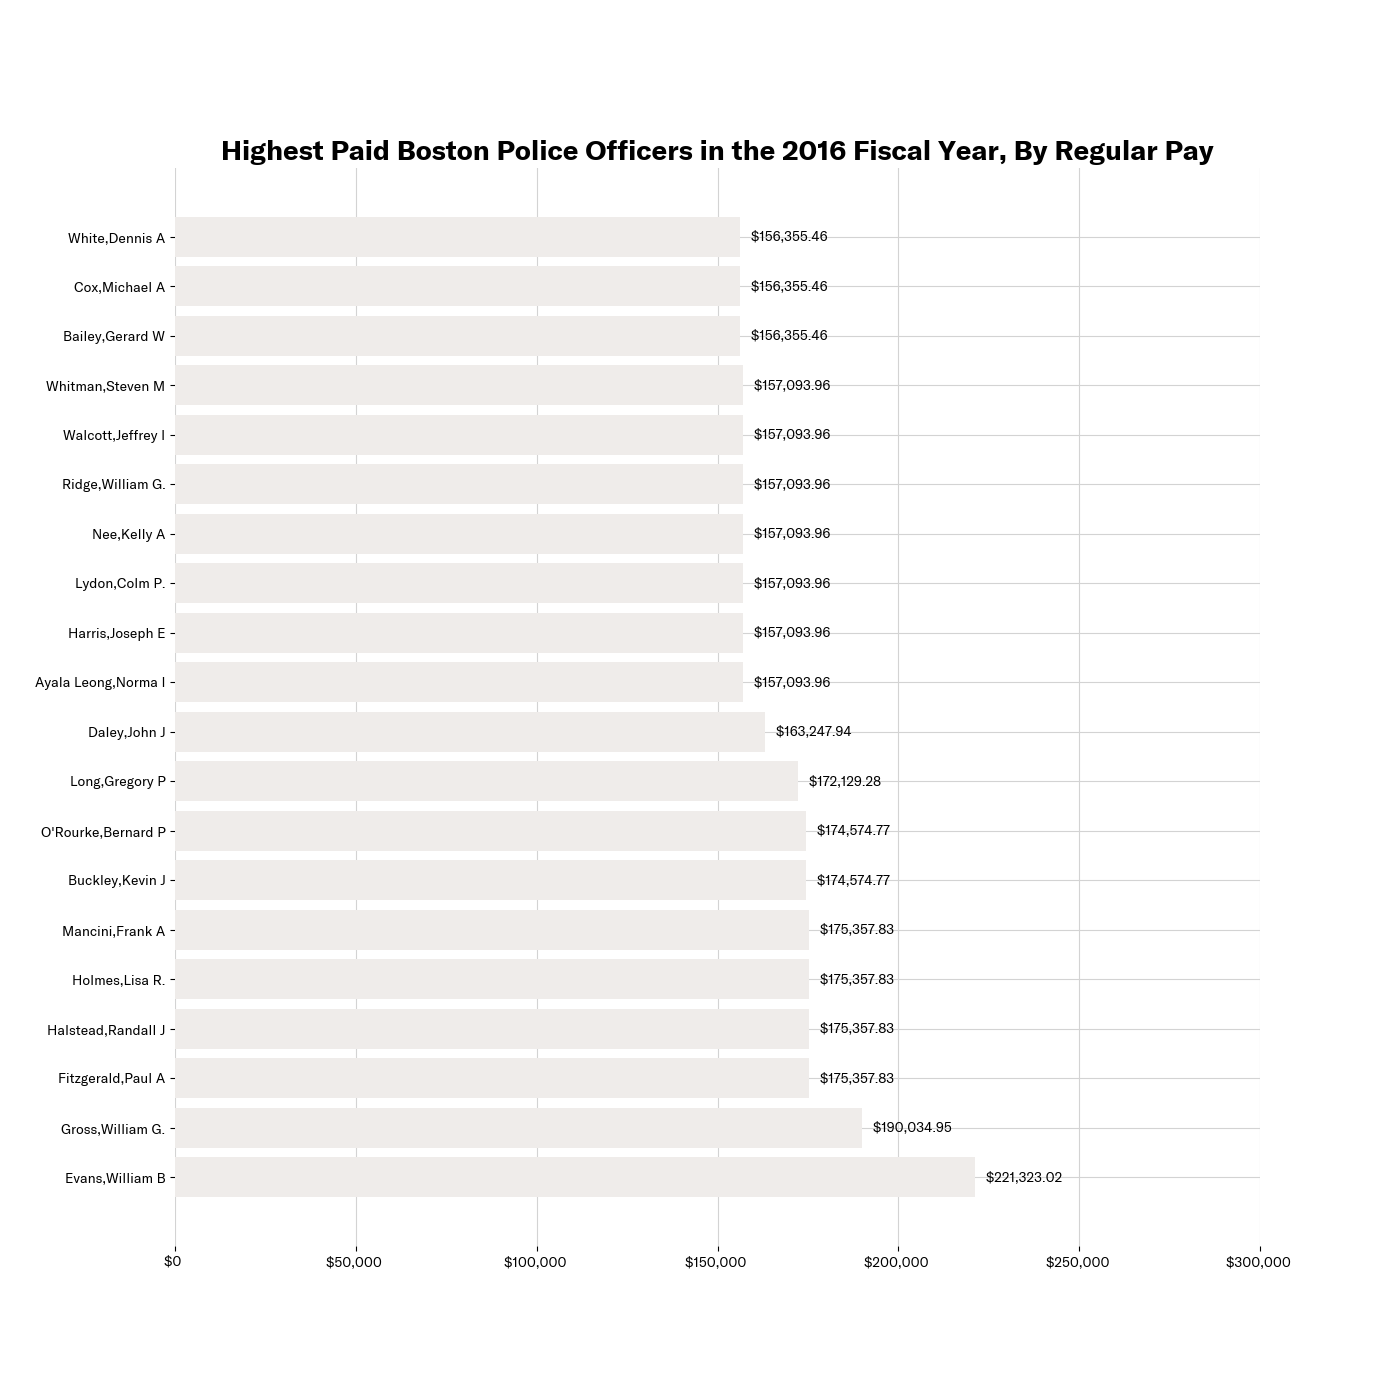 Highest Paid Boston Police Officers in the 2016 Fiscal Year, By Regular Pay
White,Dennis A $156,355.46
Cox,Michael A $156,355.46
Bailey,Gerard W $156,355.46
Whitman,Steven M $157,093.96
Walcott,Jeffrey I $157,093.96
Ridge,William G. $157,093.96
Nee,Kelly A $157,093.96
Lydon,Colm P. $157,093.96
Harris,Joseph E $157,093.96
Ayala Leong,Norma I $157,093.96
Daley,John J $163,247.94
Long,Gregory P $172,129.28
O'Rourke,Bernard P $174,574.77
Buckley,Kevin J $174,574.77
Mancini,Frank A $175,357.83
Holmes,Lisa R. $175,357.83
Halstead,Randall J $175,357.83
Fitzgerald,Paul A $175,357.83
Gross,William G. $190,034.95
Evans,William B $221,323.02
$0 $50,000 $100,000 $150,000 $200,000 $250,000 $300,000